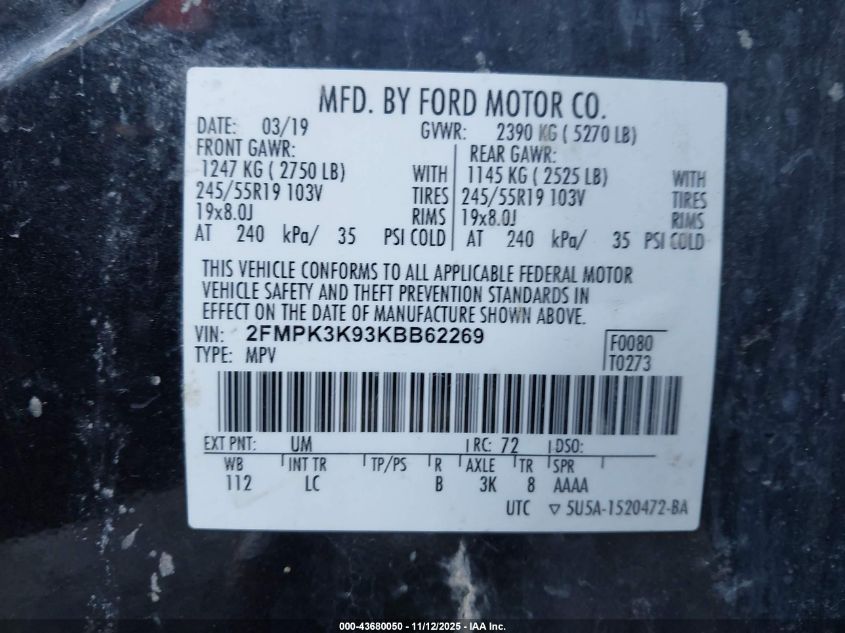 MFD. BY FORD MOTOR CO.
DATE: 03/19 GVWR: 2390 KG ( 5270 LB)
FRONT GAWR: REAR GAWR:
1247 KG ( 2750 LB) WITH 1145 KG ( 2525 LB) WITH
245/55R19 103V TIRES 245/55R19 103V TIRES
19x8.0J RIMS 19x8.0J RIMS
AT 240 kPa/ 35 PSI COLD AT 240 kPa/ 35 PSI COLD
THIS VEHICLE CONFORMS TO ALL APPLICABLE FEDERAL MOTOR
VEHICLE SAFETY AND THEFT PREVENTION STANDARDS IN
EFFECT ON THE DATE OF MANUFACTURE SHOWN ABOVE.
VIN: 2FMPK3K93KBB62269 F0080
TYPE: MPV T0273
EXT PNT: UM RC: 72 DSO:
WB INT TR TP/PS R AXLE TR SPR
112 LC B 3K 8 AAAA
UTC ▽ 5U5A-1520472-BA
000-43680050 - 11/12/2025 - IAA Inc.